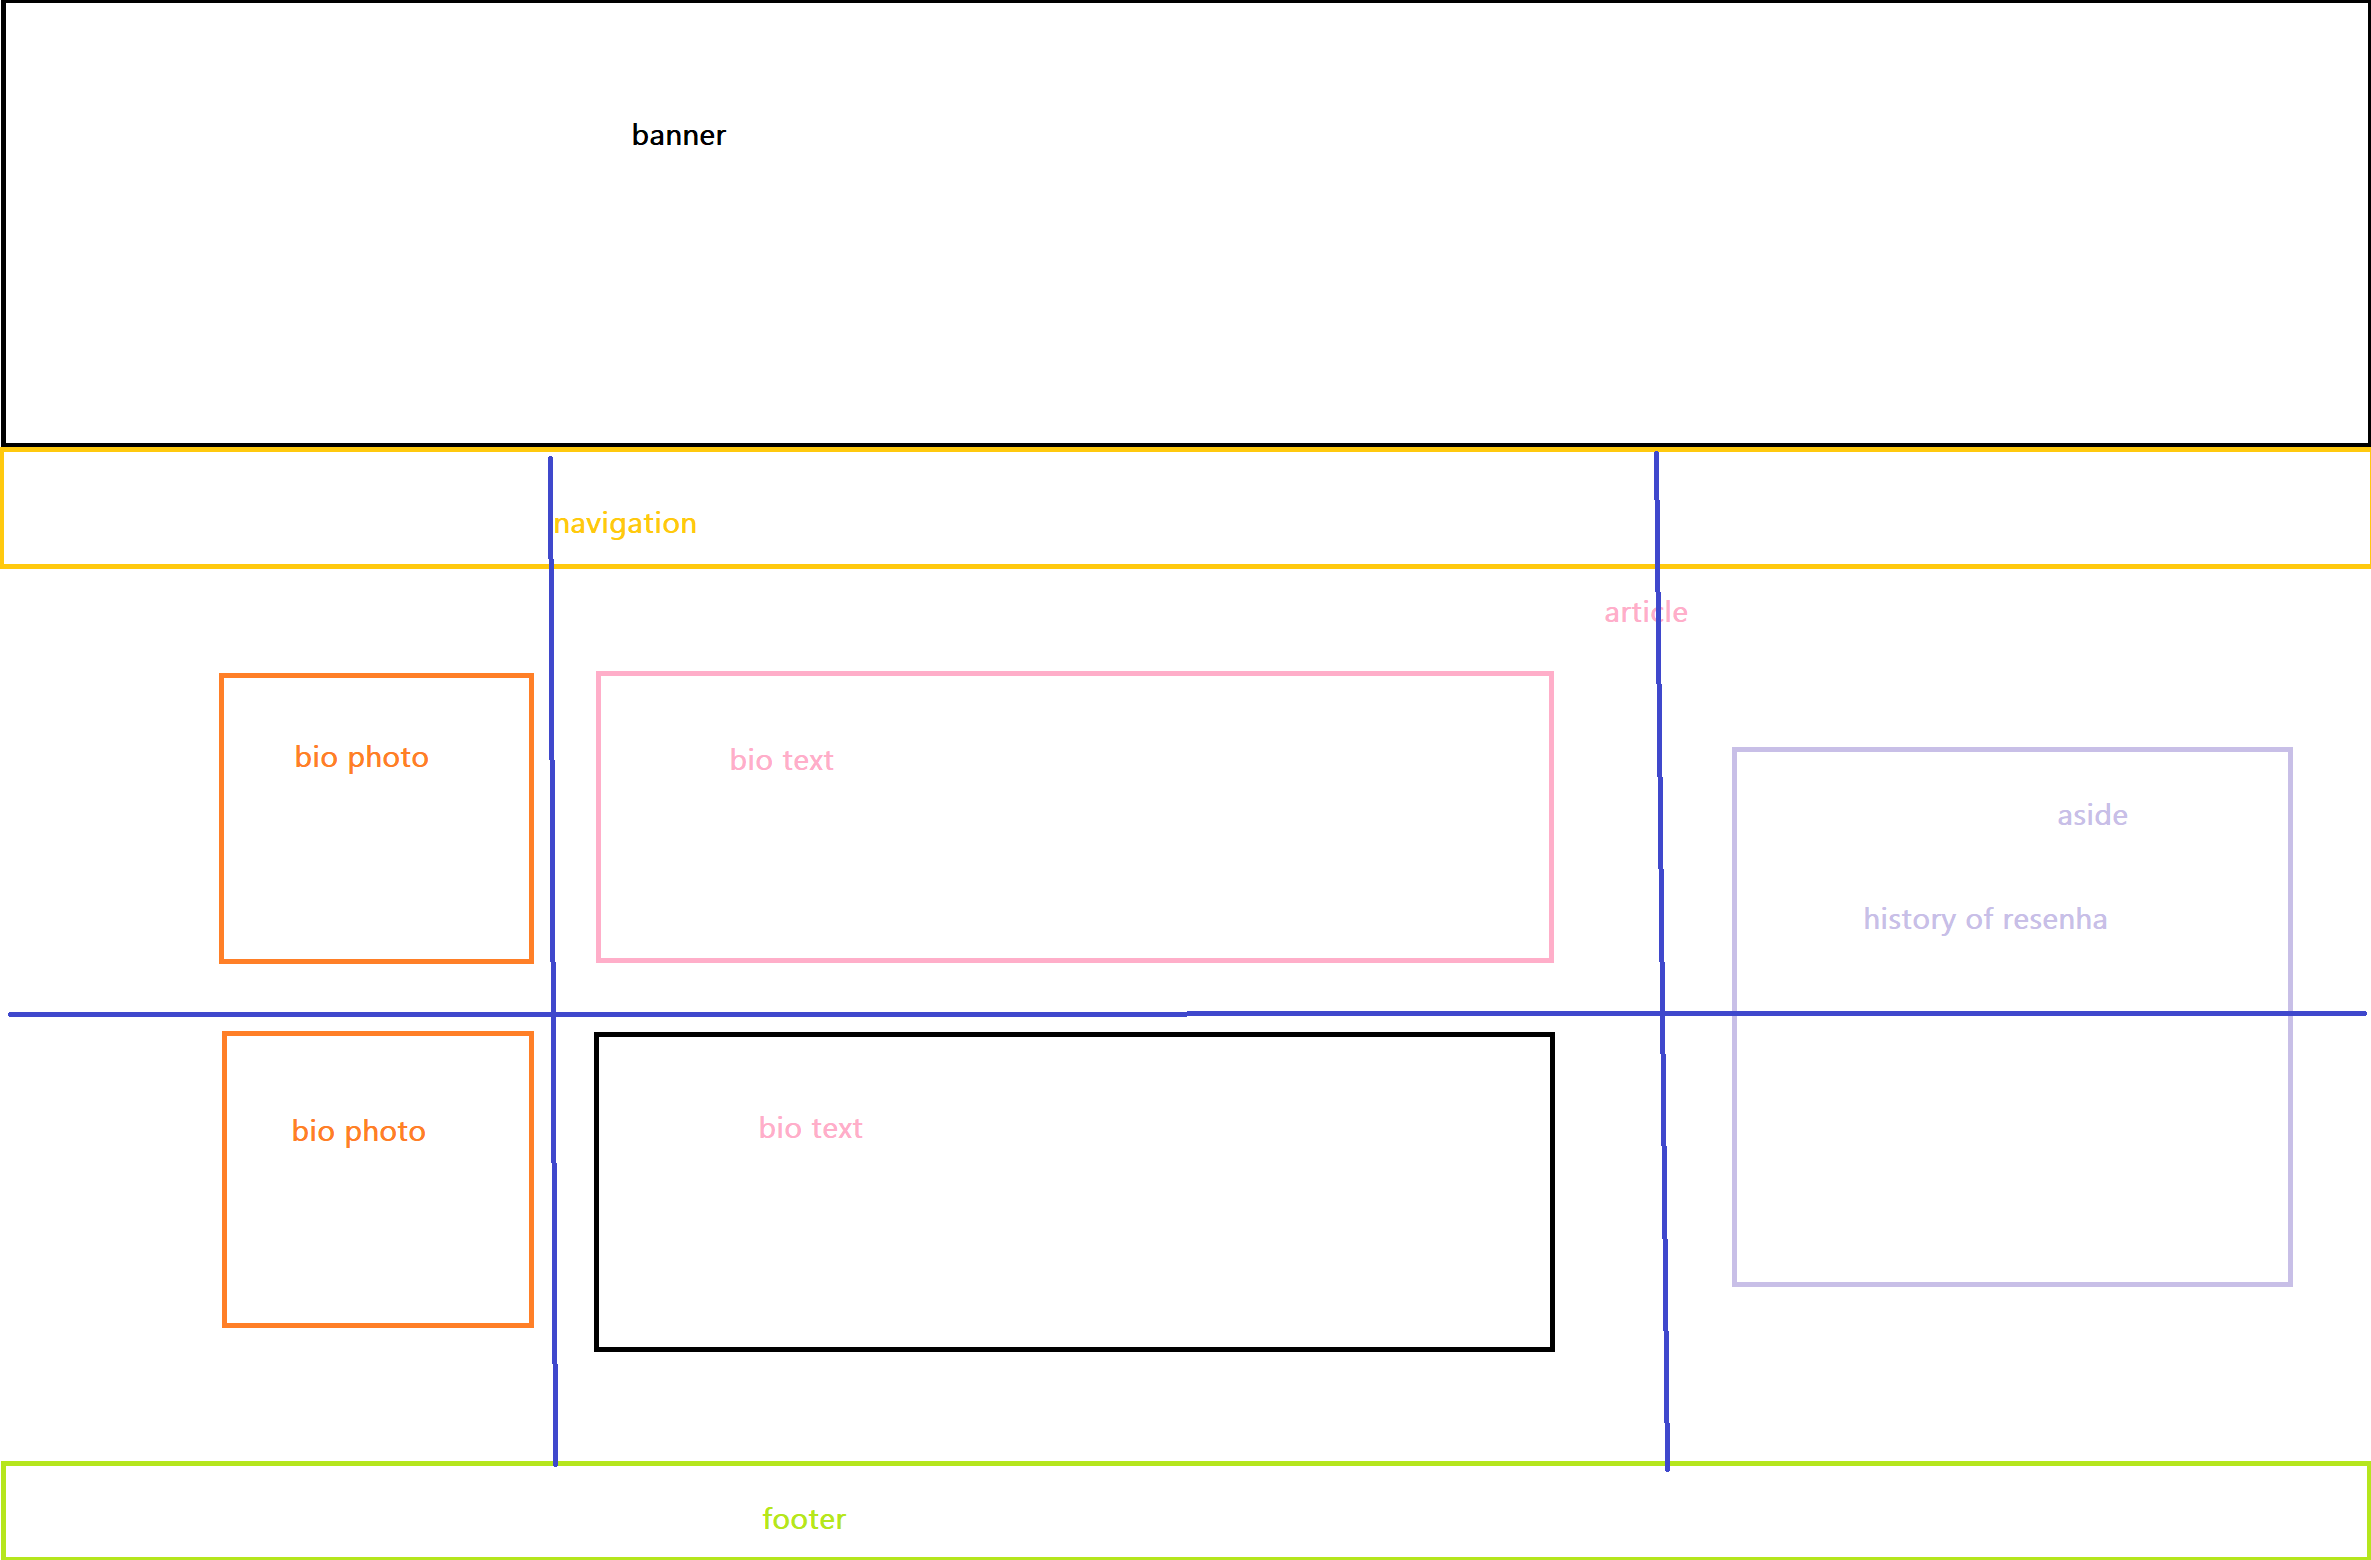 banner
navigation
article
bio photo
bio text
aside
history of resenha
bio photo
bio text
footer